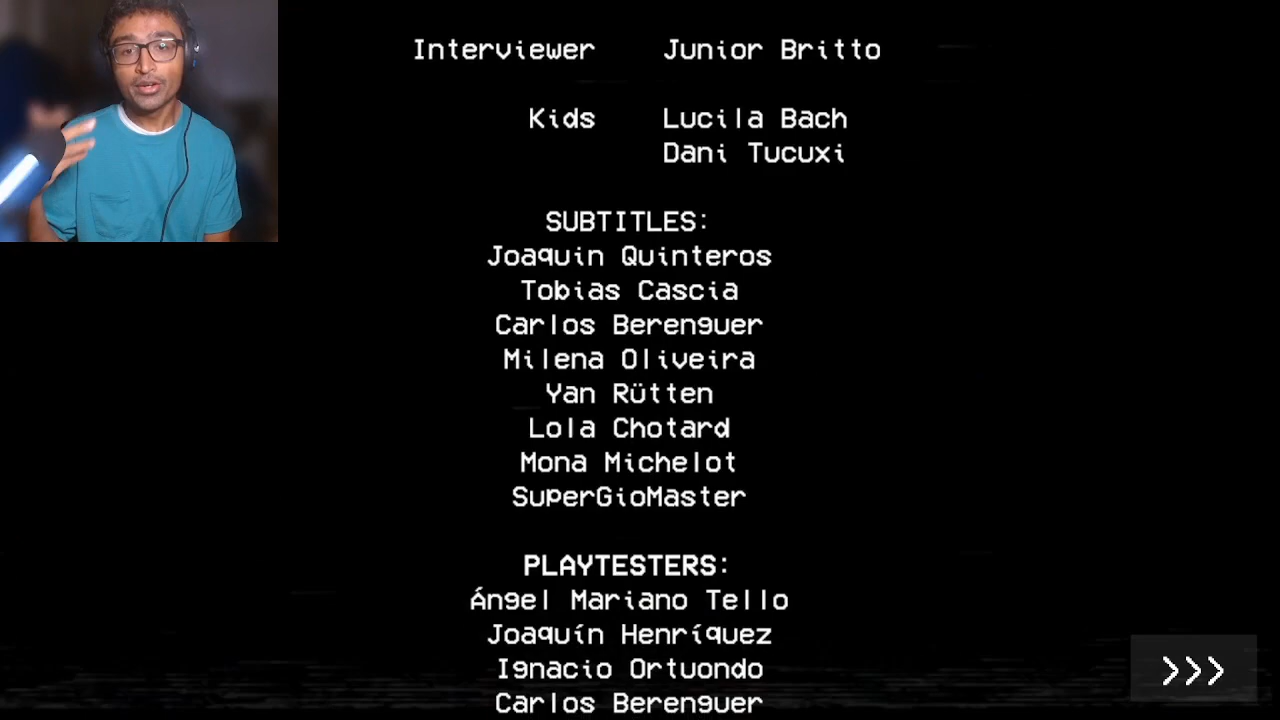 Interviewer Junior Britto
Kids Lucila Bach
Dani Tucuxi
SUBTITLES:
Joaquin Quinteros
Tobias Cascia
Carlos Berenguer
Milena Oliveira
Yan Rütten
Lola Chotard
Mona Michelot
SuperGioMaster
PLAYTESTERS:
Ángel Mariano Tello
Joaquín Henríquez
Ignacio Ortuondo
Carlos Berenguer
>>>